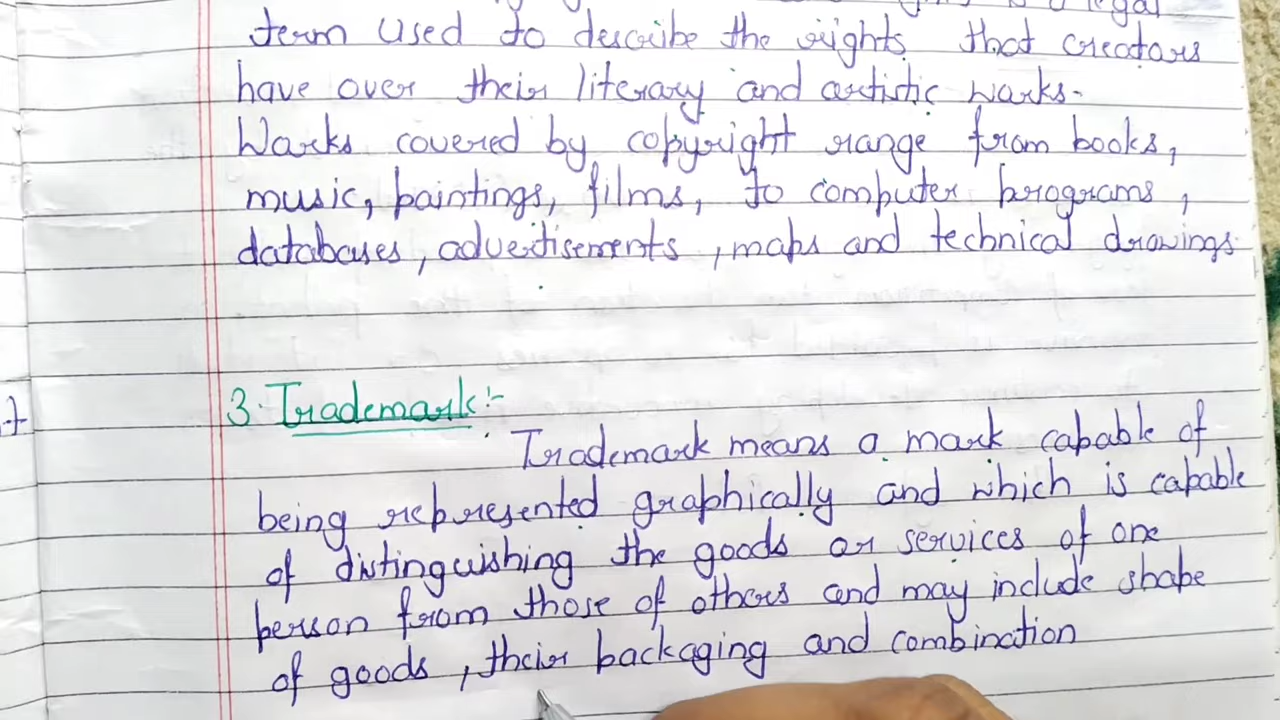 is a legal
term used to describe the rights that creators
have over their literary and artistic works.
Works covered by copyright range from books,
music, paintings, films, to computer programs,
databases, advertisements, maps and technical drawings
3. Trademark:-
Trademark means a mark capable of
being represented graphically and which is capable
of distinguishing the goods or services of one
person from those of others and may include shape
of goods, their packaging and combination